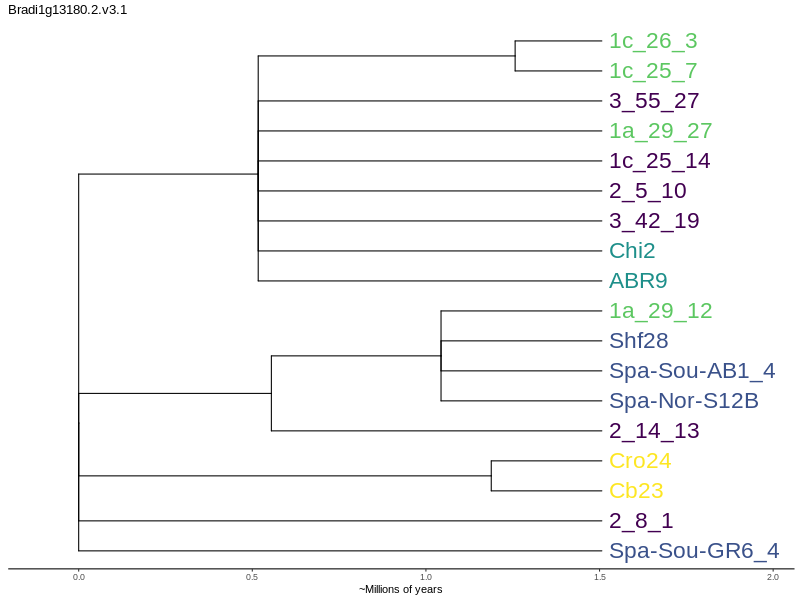 Bradi1g13180.2.v3.1
1c_26_3
1c_25_7
3_55_27
1a_29_27
1c_25_14
2_5_10
3_42_19
Chi2
ABR9
1a_29_12
Shf28
Spa-Sou-AB1_4
Spa-Nor-S12B
2_14_13
Cro24
Cb23
2_8_1
Spa-Sou-GR6_4
0.0 0.5 1.0 1.5 2.0
~Millions of years